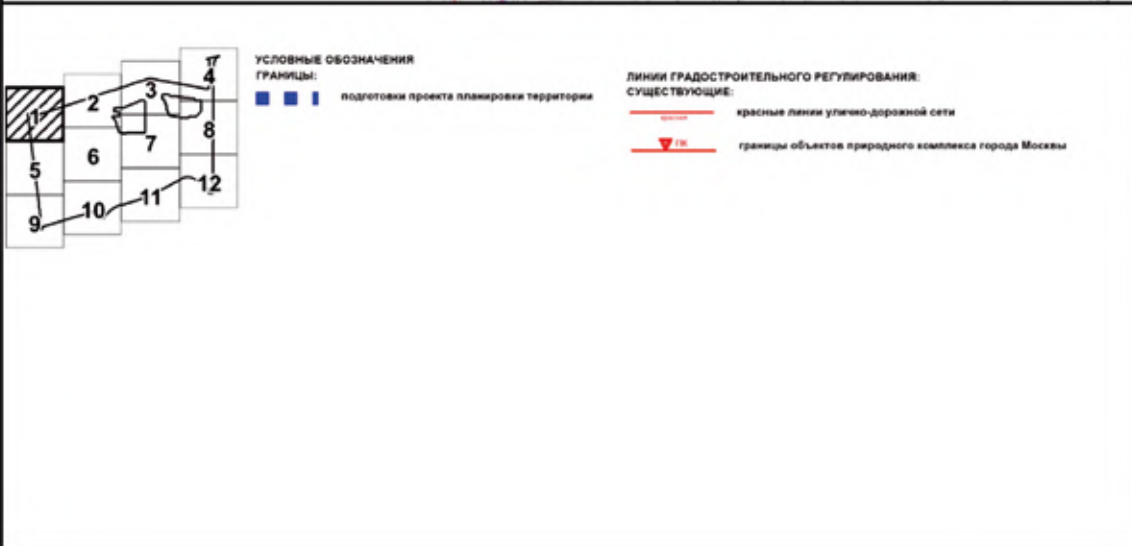 1
2
3
4
5
6
7
8
9
10
11
12
УСЛОВНЫЕ ОБОЗНАЧЕНИЯ
ГРАНИЦЫ:
подготовки проекта планировки территории
ЛИНИИ ГРАДОСТРОИТЕЛЬНОГО РЕГУЛИРОВАНИЯ:
СУЩЕСТВУЮЩИЕ:
красная
красные линии улично-дорожной сети
ПК
границы объектов природного комплекса города Москвы